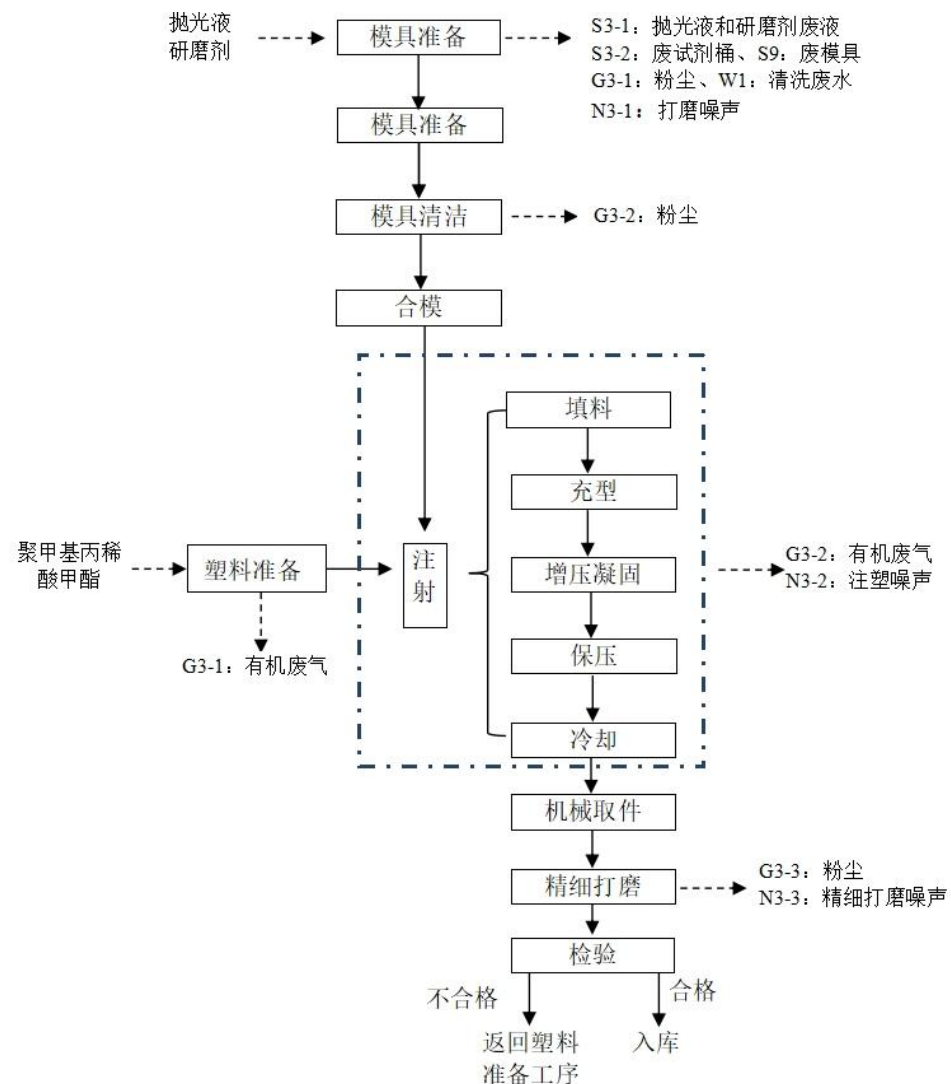 抛光液
研磨剂
模具准备
S3-1：抛光液和研磨剂废液
S3-2：废试剂桶、S9：废模具
G3-1：粉尘、W1：清洗废水
N3-1：打磨噪声
模具准备
模具清洁
G3-2：粉尘
合模
填料
充型
聚甲基丙稀
酸甲酯
塑料准备
注
射
增压凝固
G3-2：有机废气
N3-2：注塑噪声
G3-1：有机废气
保压
冷却
机械取件
精细打磨
G3-3：粉尘
N3-3：精细打磨噪声
检验
不合格
合格
返回塑料
准备工序
入库